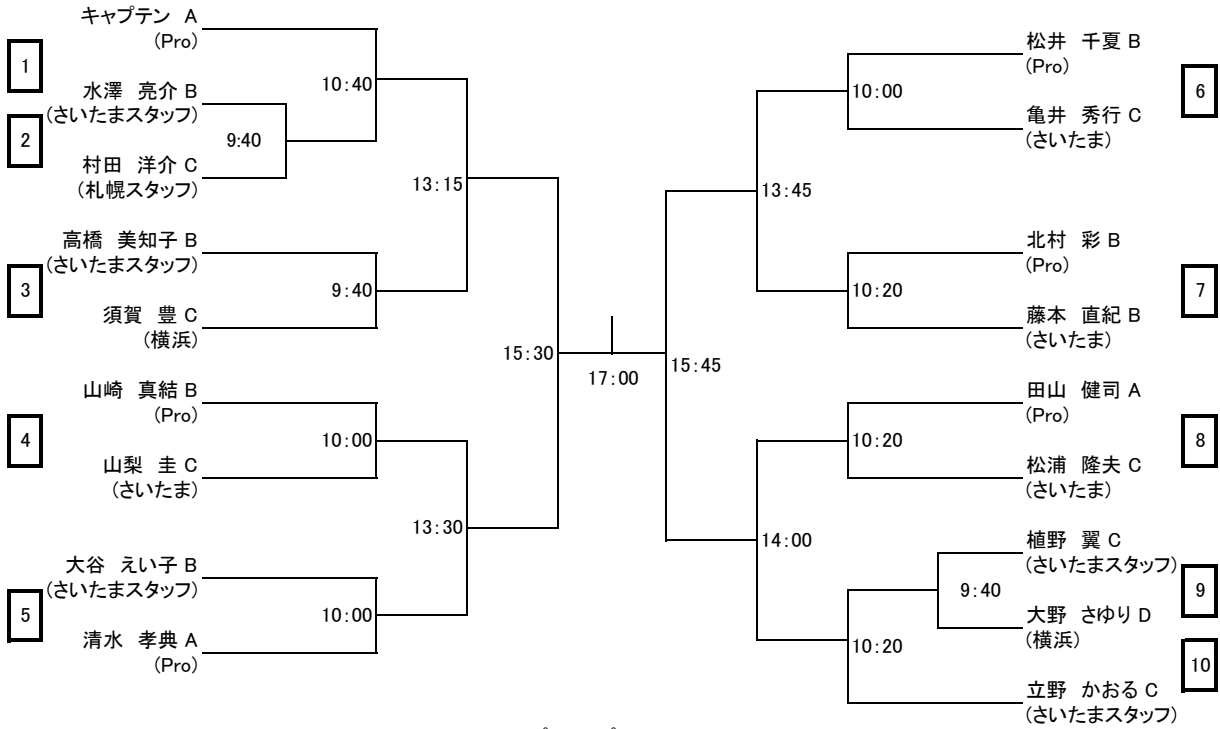 キャプテン A
(Pro)
1
10:40
水澤 亮介 B
(さいたまスタッフ)
2
9:40
村田 洋介 C
(札幌スタッフ)
13:15
高橋 美知子 B
(さいたまスタッフ)
3
9:40
須賀 豊 C
(横浜)
15:30
山崎 真結 B
(Pro)
4
10:00
山梨 圭 C
(さいたま)
13:30
大谷 えい子 B
(さいたまスタッフ)
5
10:00
清水 孝典 A
(Pro)
17:00
松井 千夏 B
(Pro)
10:00
6
亀井 秀行 C
(さいたま)
13:45
北村 彩 B
(Pro)
10:20
7
藤本 直紀 B
(さいたま)
15:45
田山 健司 A
(Pro)
10:20
8
松浦 隆夫 C
(さいたま)
14:00
植野 翼 C
(さいたまスタッフ)
9:40
9
大野 さゆり D
(横浜)
10:20
10
立野 かおる C
(さいたまスタッフ)